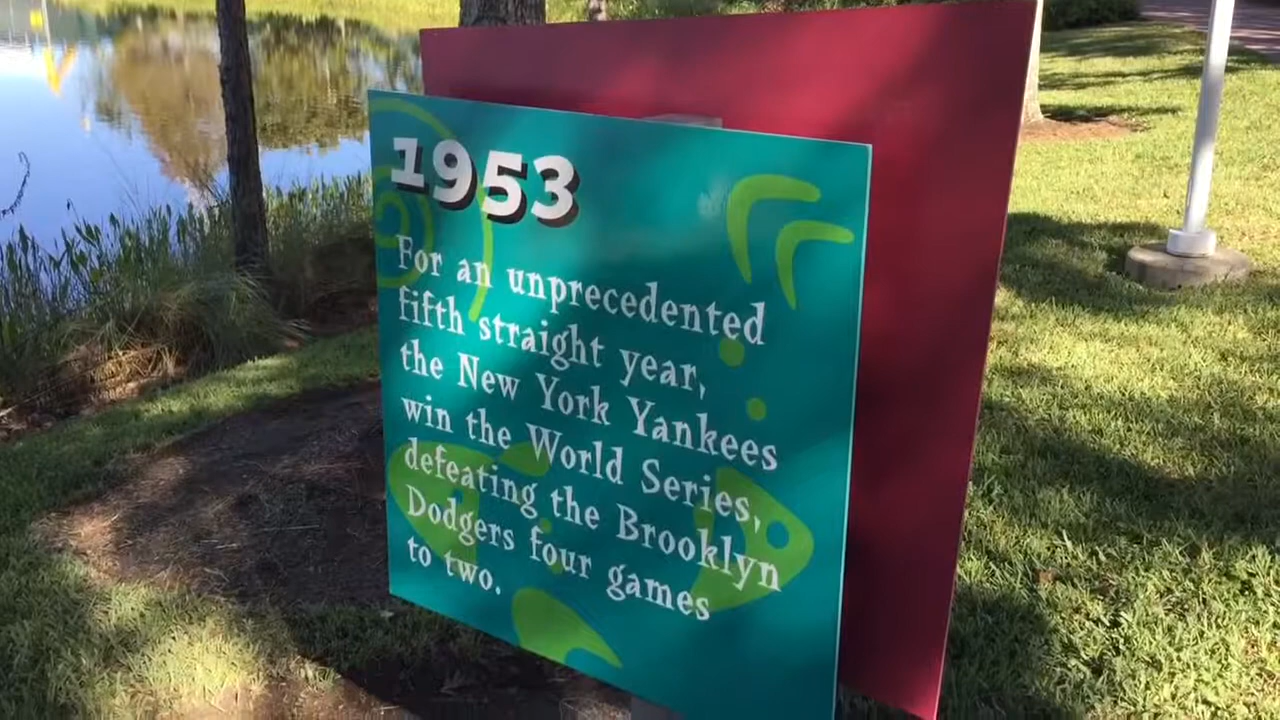 1953
For an unprecedented
fifth straight year,
the New York Yankees
win the World Series,
defeating the Brooklyn
Dodgers four games
to two.